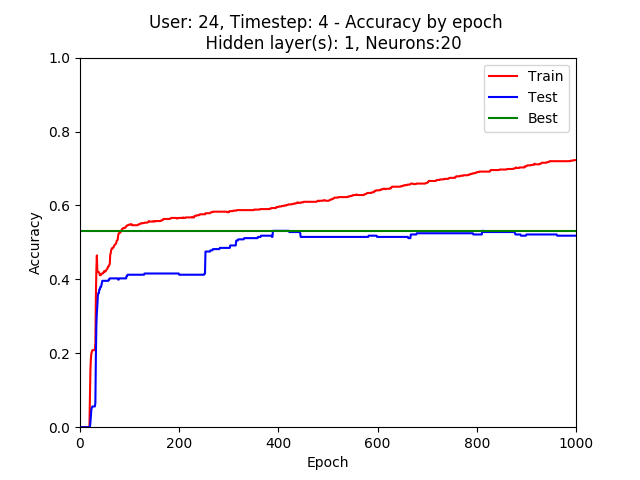 User: 24, Timestep: 4 - Accuracy by epoch
Hidden layer(s): 1, Neurons:20
1.0
0.8
0.6
0.4
0.2
0.0
Accuracy
Train
Test
Best
0 200 400 600 800 1000
Epoch